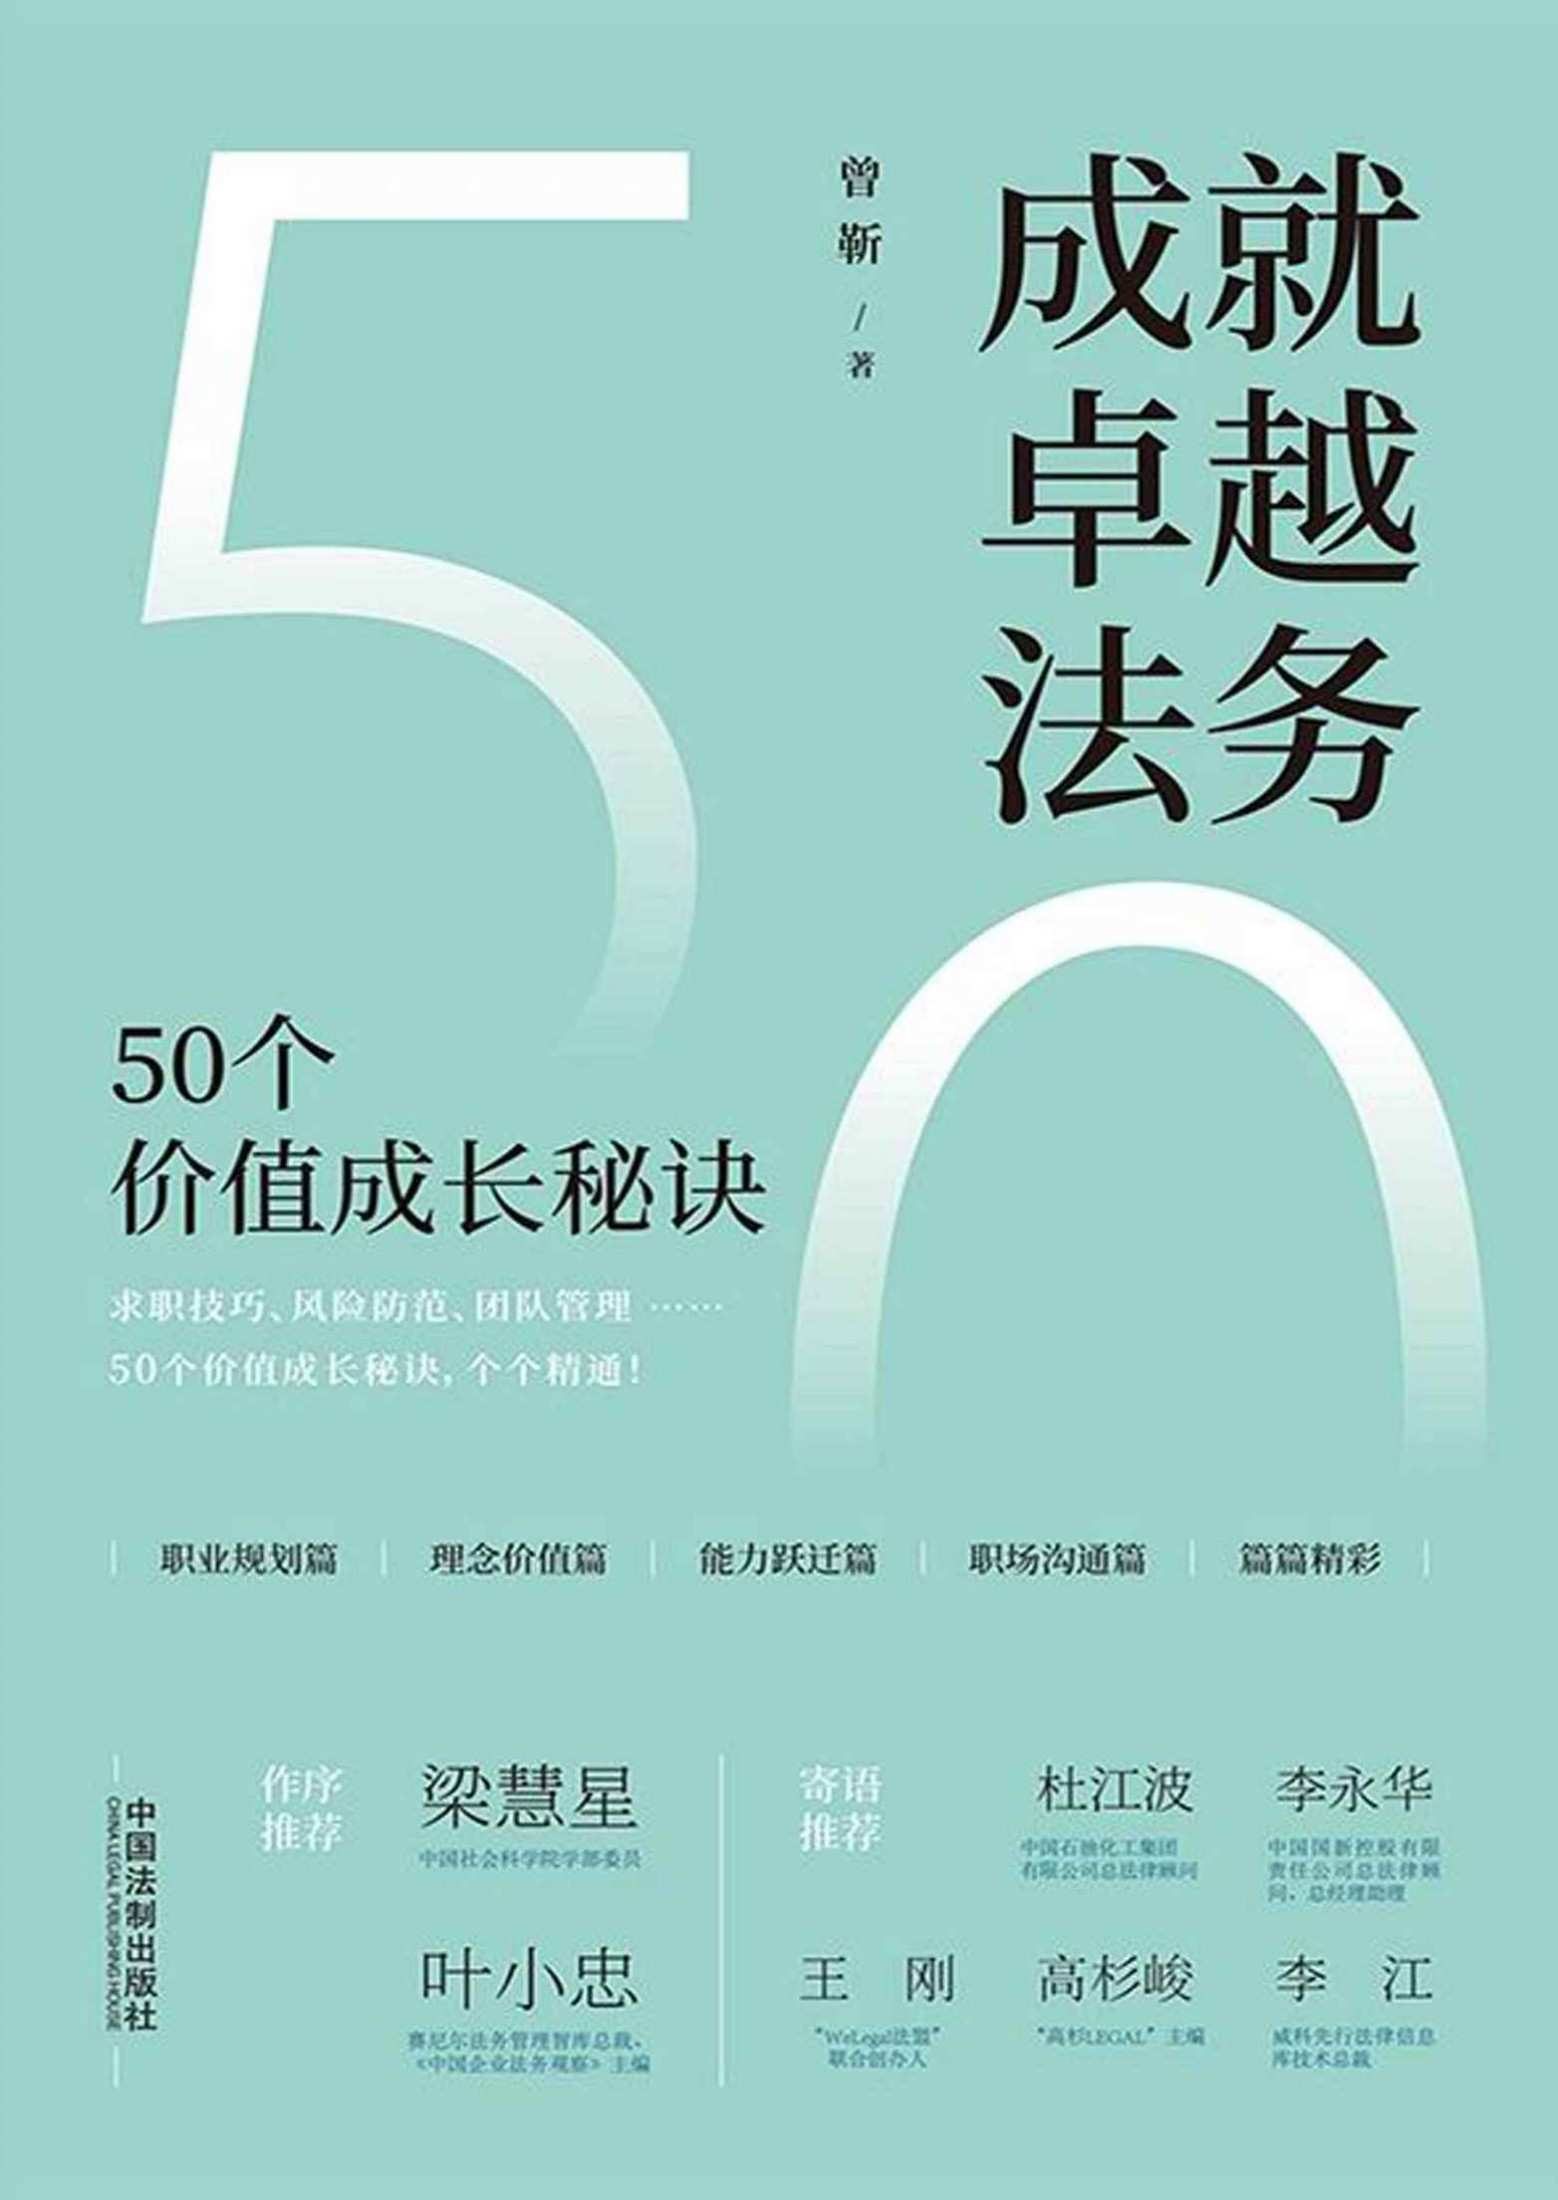 成就
卓越
法务
曾靳/著
50
50个
价值成长秘诀
求职技巧、风险防范、团队管理……
50个价值成长秘诀，个个精通！
职业规划篇
理念价值篇
能力跃迁篇
职场沟通篇
篇篇精彩
中国法制出版社
CHINA LEGAL PUBLISHING HOUSE
作序
推荐
梁慧星
中国社会科学院学部委员
叶小忠
赛尼尔法务管理智库总裁、
《中国企业法务观察》主编
寄语
推荐
杜江波
中国石油化工集团
有限公司总法律顾问
李永华
中国国新控股有限
责任公司总法律顾
问、总经理助理
王 刚
“WeLegal法盟”
联合创办人
高杉峻
“高杉LEGAL”主编
李 江
威科先行法律信息
库技术总裁